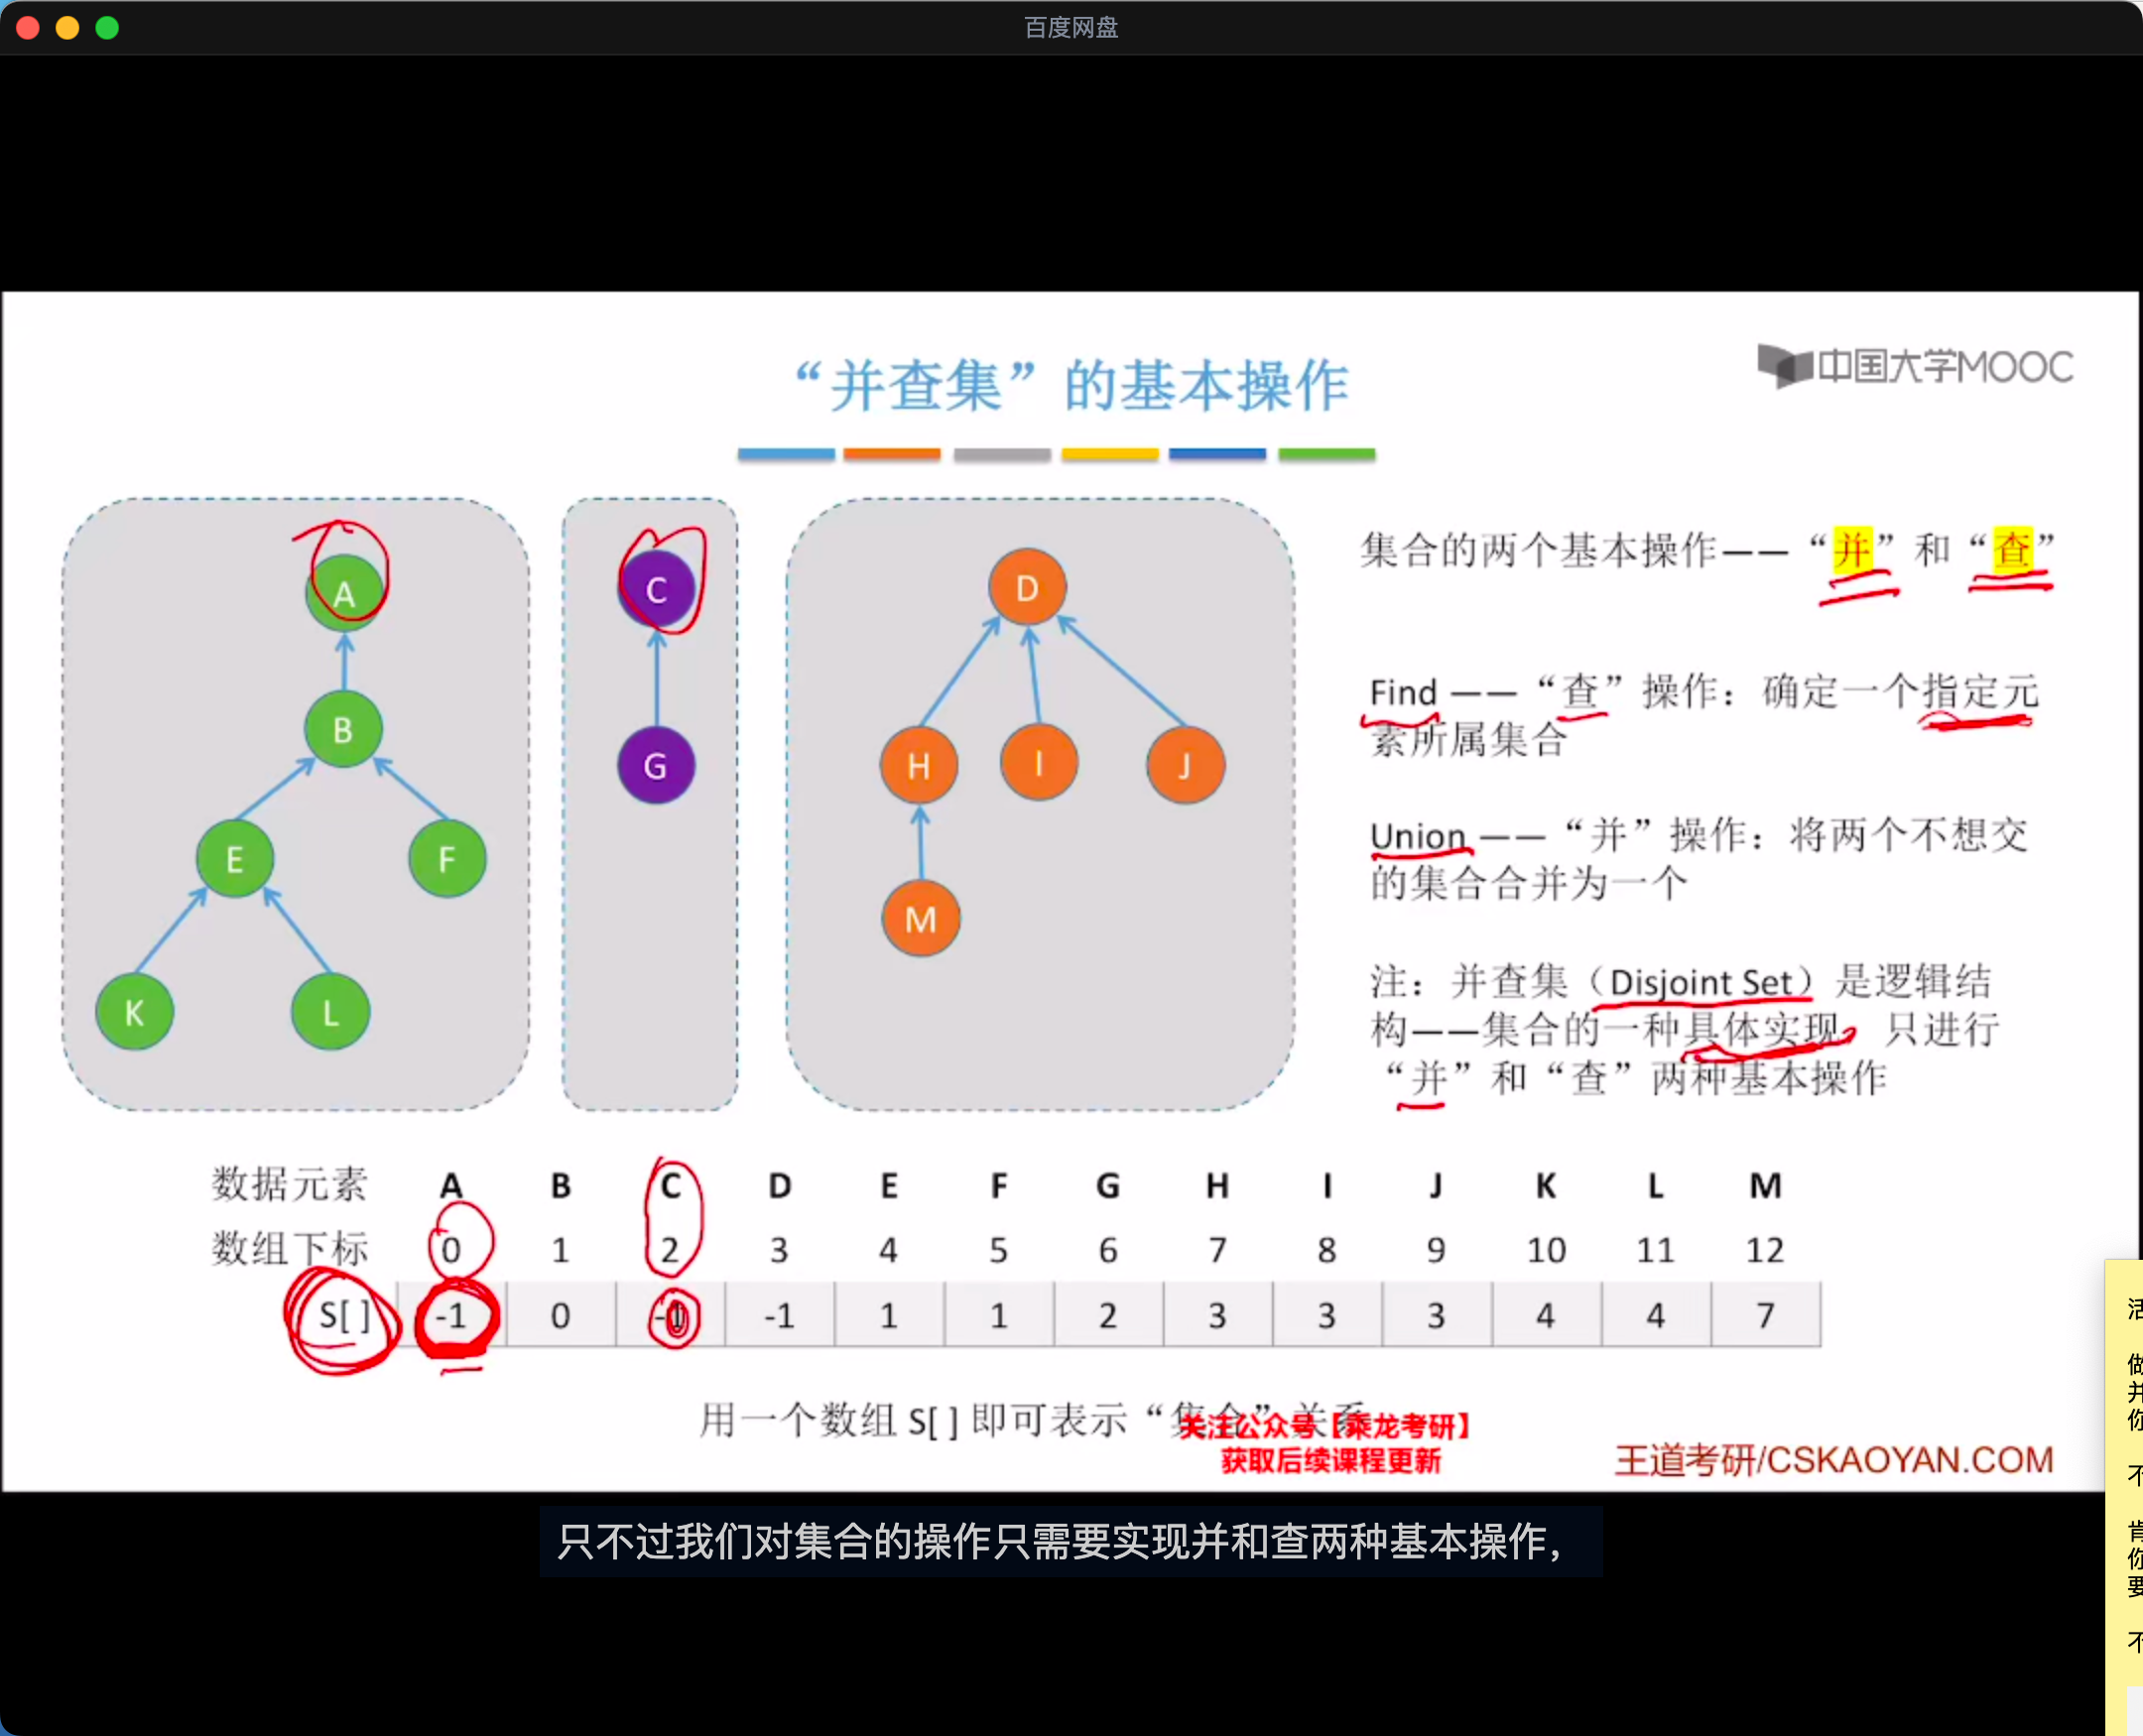 百度网盘
“并查集”的基本操作
中国大学MOOC
A
B
E
F
K
L
C
G
D
H
I
J
M
集合的两个基本操作——“并”和“查”
Find ——“查”操作：确定一个指定元
素所属集合
Union ——“并”操作：将两个不想交
的集合合并为一个
注：并查集（Disjoint Set）是逻辑结
构——集合的一种具体实现，只进行
“并”和“查”两种基本操作
数据元素 A B C D E F G H I J K L M
数组下标 0 1 2 3 4 5 6 7 8 9 10 11 12
S[ ] -1 0 -1 -1 1 1 2 3 3 3 4 4 7
用一个数组 S[ ] 即可表示“集合”关系
关注公众号【乘龙考研】
获取后续课程更新
王道考研/CSKAOYAN.COM
只不过我们对集合的操作只需要实现并和查两种基本操作，
你
不
你
要
不